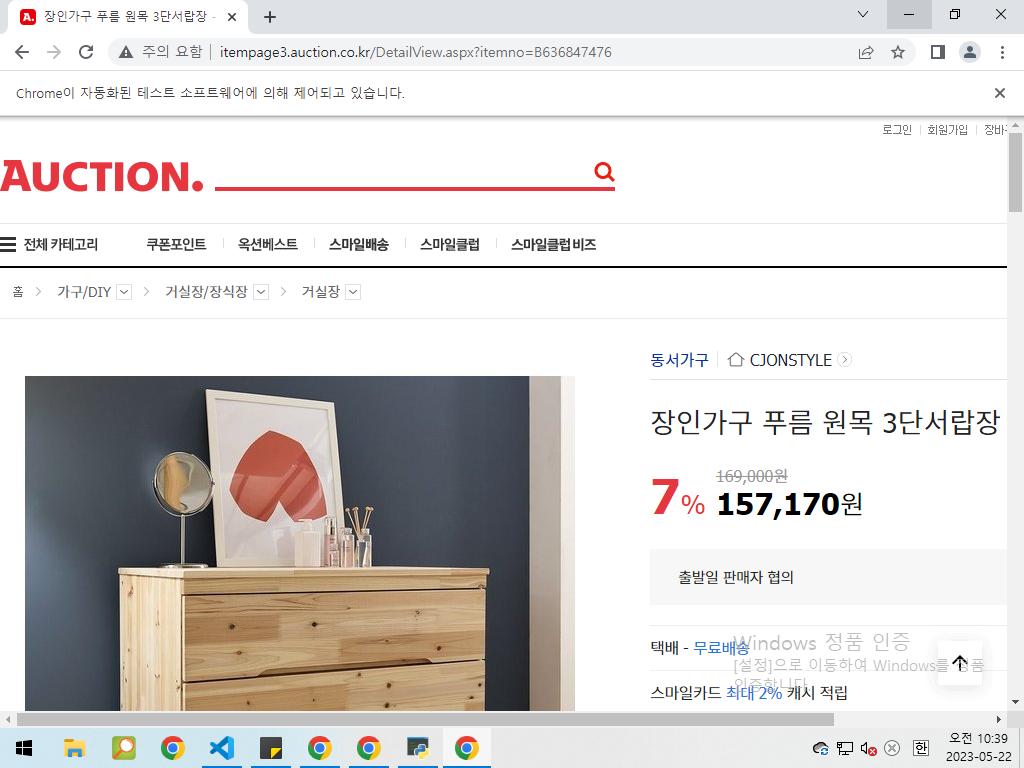 장인가구 푸름 원목 3단서랍장 -
주의 요함
itempage3.auction.co.kr/DetailView.aspx?itemno=B636847476
Chrome이 자동화된 테스트 소프트웨어에 의해 제어되고 있습니다.
로그인 회원가입 장바
AUCTION.
전체 카테고리 쿠폰포인트 옥션베스트 스마일배송 스마일클럽 스마일클럽 비즈
홈 가구/DIY 거실장/장식장 거실장
동서가구 CJONSTYLE
장인가구 푸름 원목 3단서랍장
169,000원
7% 157,170원
출발일 판매자 협의
택배 - 무료배송
Windows 정품 인증
[설정]으로 이동하여 Windows를 정품
인증합니다.
스마일카드 최대 2% 캐시 적립
한
오전 10:39
2023-05-22